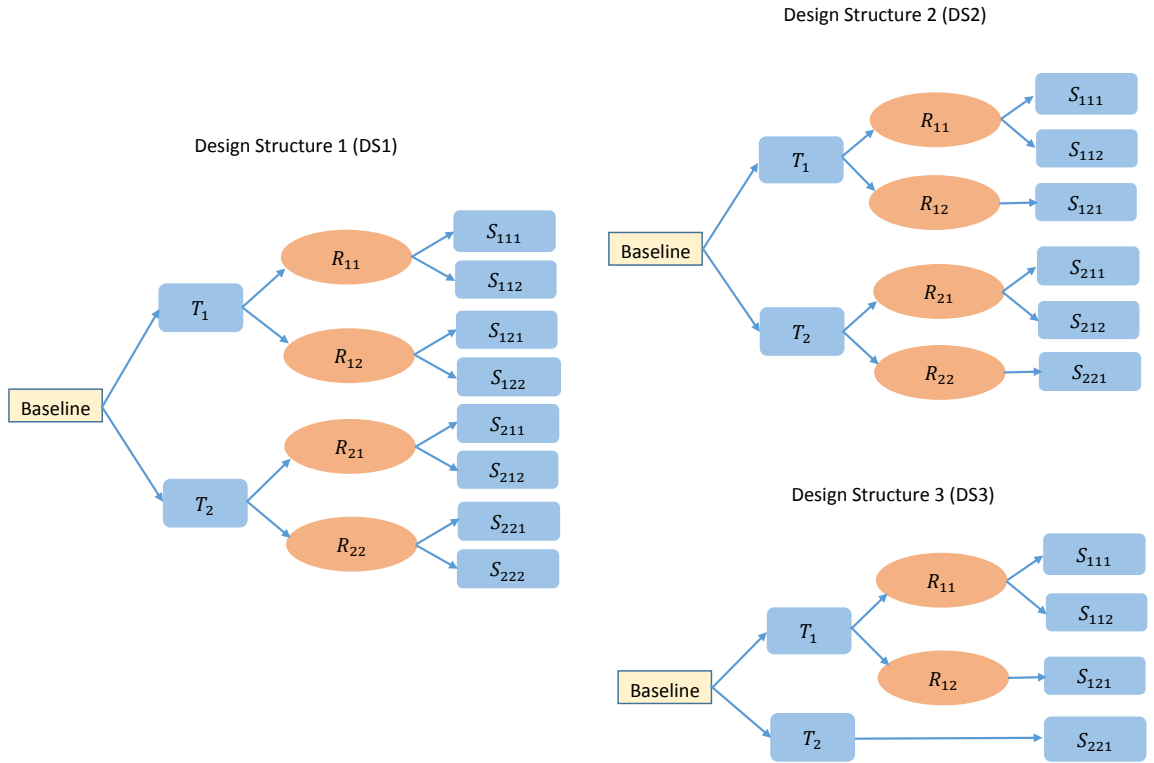 Design Structure 1 (DS1)
Baseline
T₁
T₂
R₁₁
R₁₂
R₂₁
R₂₂
S₁₁₁
S₁₁₂
S₁₂₁
S₁₂₂
S₂₁₁
S₂₁₂
S₂₂₁
S₂₂₂
Design Structure 2 (DS2)
Baseline
T₁
T₂
R₁₁
R₁₂
R₂₁
R₂₂
S₁₁₁
S₁₁₂
S₁₂₁
S₂₁₁
S₂₁₂
S₂₂₁
Design Structure 3 (DS3)
Baseline
T₁
T₂
R₁₁
R₁₂
S₁₁₁
S₁₁₂
S₁₂₁
S₂₂₁